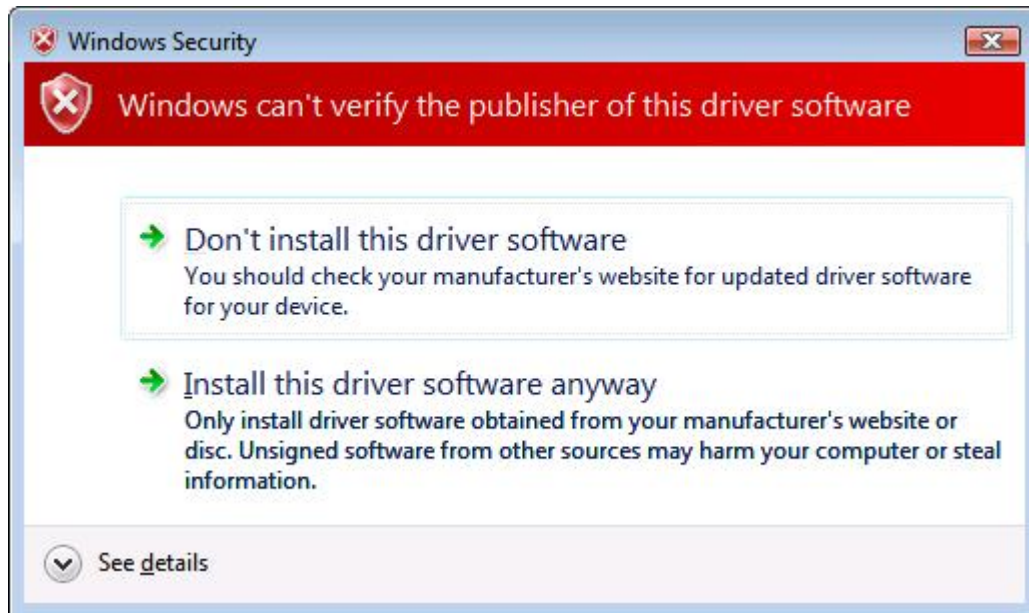 Windows Security
Windows can't verify the publisher of this driver software
Don't install this driver software
You should check your manufacturer's website for updated driver software
for your device.
Install this driver software anyway
Only install driver software obtained from your manufacturer's website or
disc. Unsigned software from other sources may harm your computer or steal
information.
See details